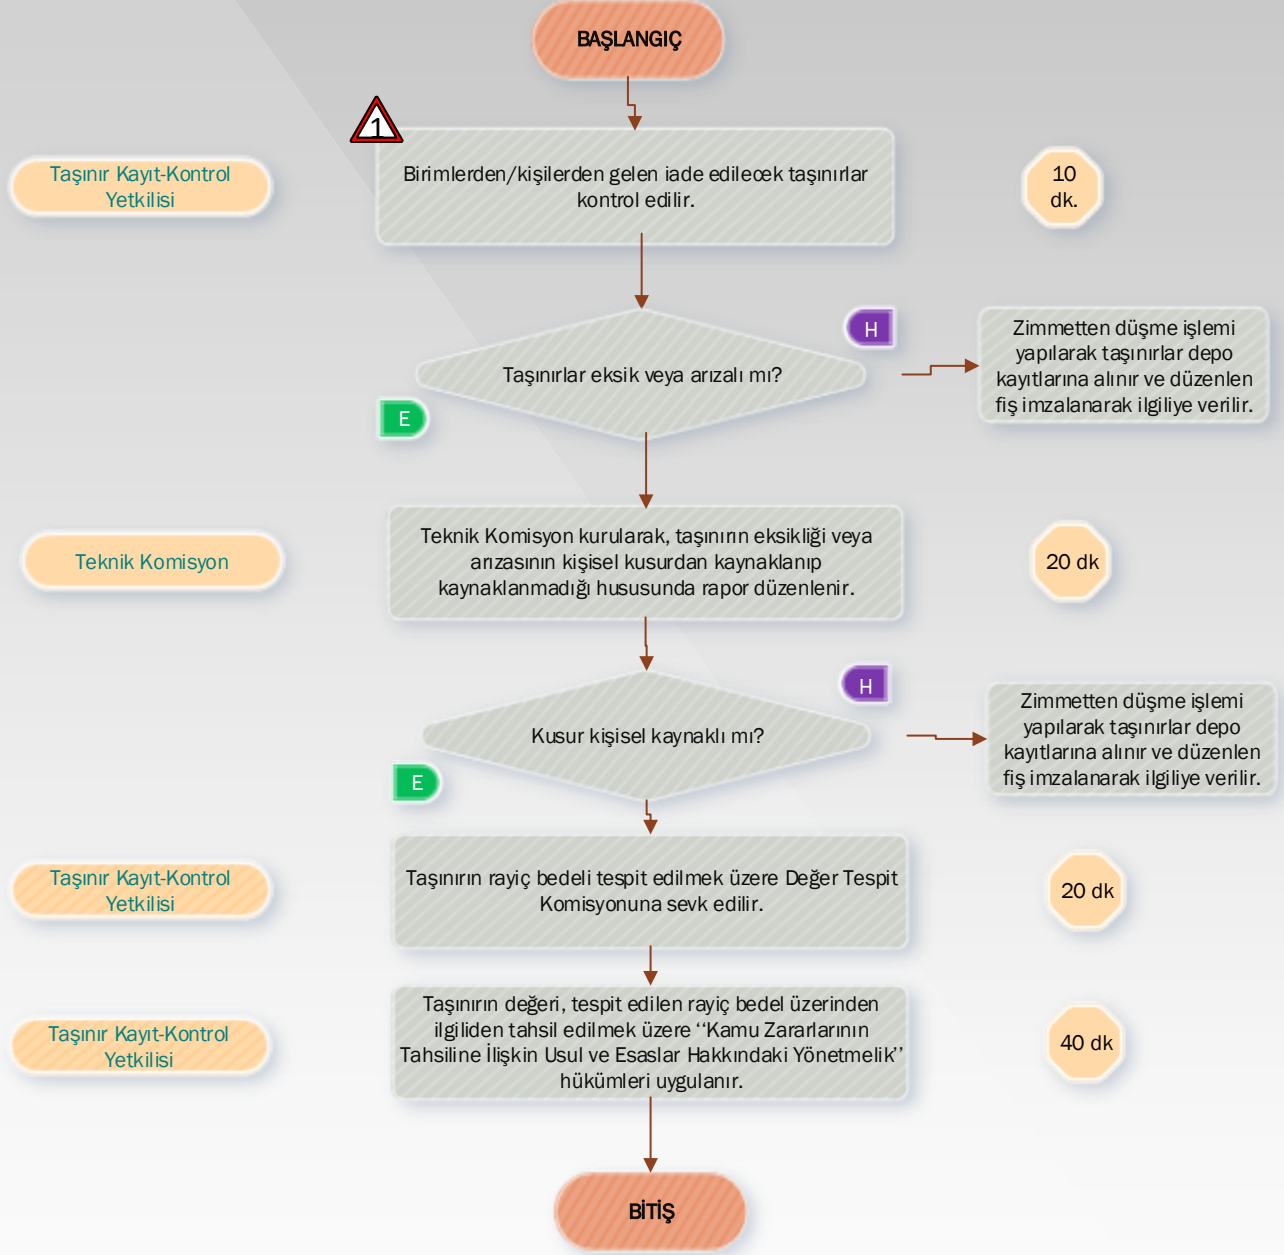 BAŞLANGIÇ
1
Taşınır Kayıt-Kontrol
Yetkilisi
Birimlerden/kişilerden gelen iade edilecek taşınırlar
kontrol edilir.
10
dk.
Taşınırlar eksik veya arızalı mı?
H
E
Zimmetten düşme işlemi
yapılarak taşınırlar depo
kayıtlarına alınır ve düzenlen
fiş imzalanarak ilgiliye verilir.
Teknik Komisyon
Teknik Komisyon kurularak, taşınırın eksikliği veya
arızasının kişisel kusurdan kaynaklanıp
kaynaklanmadığı hususunda rapor düzenlenir.
20 dk
Kusur kişisel kaynaklı mı?
H
E
Zimmetten düşme işlemi
yapılarak taşınırlar depo
kayıtlarına alınır ve düzenlen
fiş imzalanarak ilgiliye verilir.
Taşınır Kayıt-Kontrol
Yetkilisi
Taşınırın rayiç bedeli tespit edilmek üzere Değer Tespit
Komisyonuna sevk edilir.
20 dk
Taşınır Kayıt-Kontrol
Yetkilisi
Taşınırın değeri, tespit edilen rayiç bedel üzerinden
ilgiliden tahsil edilmek üzere ‘‘Kamu Zararlarının
Tahsiline İlişkin Usul ve Esaslar Hakkındaki Yönetmelik’’
hükümleri uygulanır.
40 dk
BİTİŞ